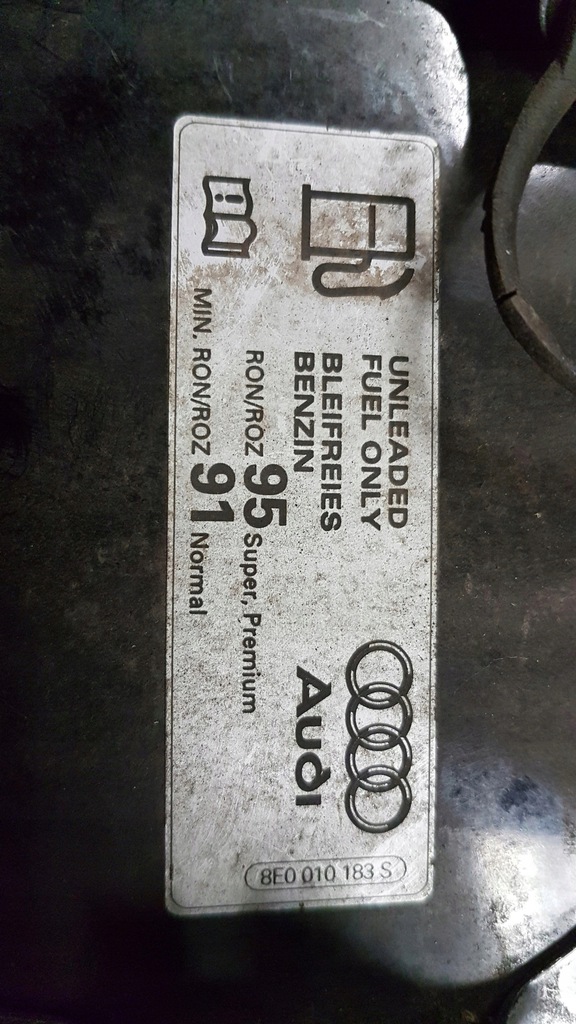 UNLEADED
FUEL ONLY
BLEIFREIES
BENZIN
RON/ROZ 95 Super, Premium
MIN. RON/ROZ 91 Normal
Audi
8E0 010 183 S